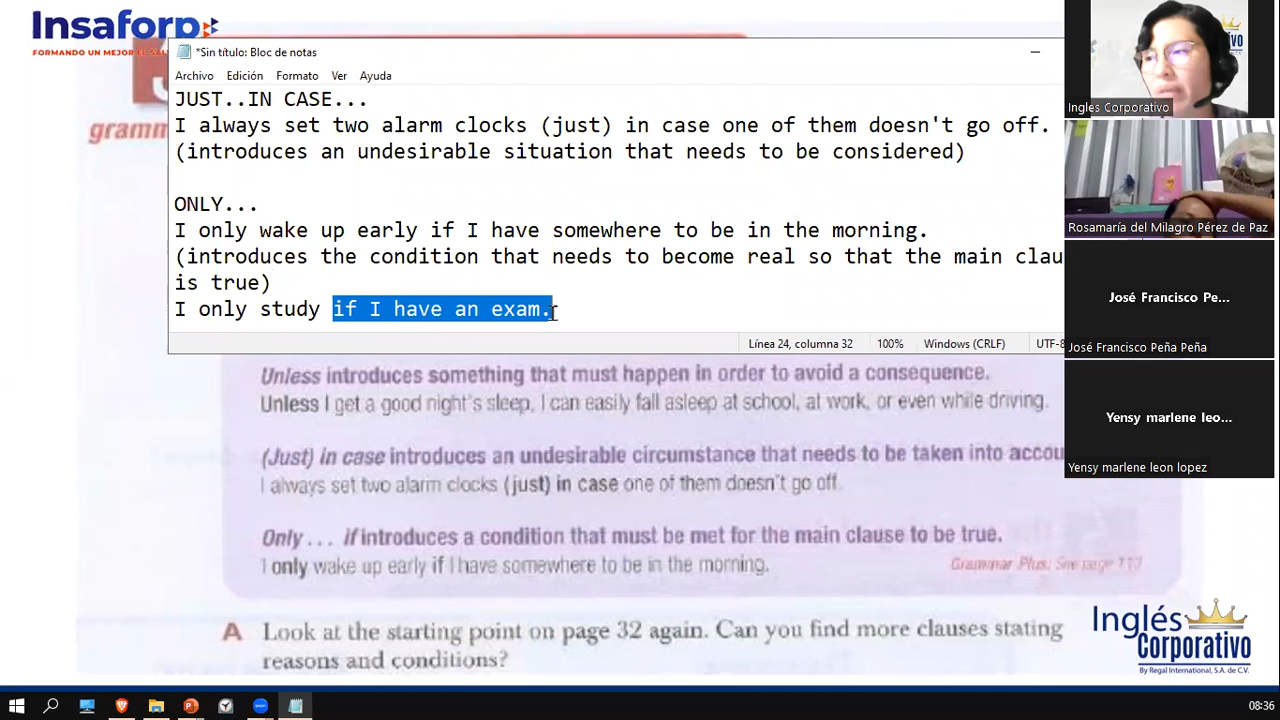 Insaforp
FORMANDO UN MEJOR EL SAL
*Sin título: Bloc de notas
Archivo Edición Formato Ver Ayuda
JUST..IN CASE...
I always set two alarm clocks (just) in case one of them doesn't go off.
(introduces an undesirable situation that needs to be considered)
ONLY...
I only wake up early if I have somewhere to be in the morning.
(introduces the condition that needs to become real so that the main clau
is true)
I only study if I have an exam.
Línea 24, columna 32 100% Windows (CRLF) UTF-8
gramm
Unless introduces something that must happen in order to avoid a consequence.
Unless I get a good night's sleep, I can easily fall asleep at school, at work, or even while driving.
(Just) in case introduces an undesirable circumstance that needs to be taken into accou
I always set two alarm clocks (just) in case one of them doesn't go off.
Only . . . if introduces a condition that must be met for the main clause to be true.
I only wake up early if I have somewhere to be in the morning.
Grammar Plus: See page
A Look at the starting point on page 32 again. Can you find more clauses stating
reasons and conditions?
Ingles Corporativo
Rosamaría del Milagro Pérez de Paz
José Francisco Pe...
José Francisco Peña Peña
Yensy marlene leo...
Yensy marlene leon lopez
Inglés
Corporativo
By Regal International, S.A. de C.V.
08:36